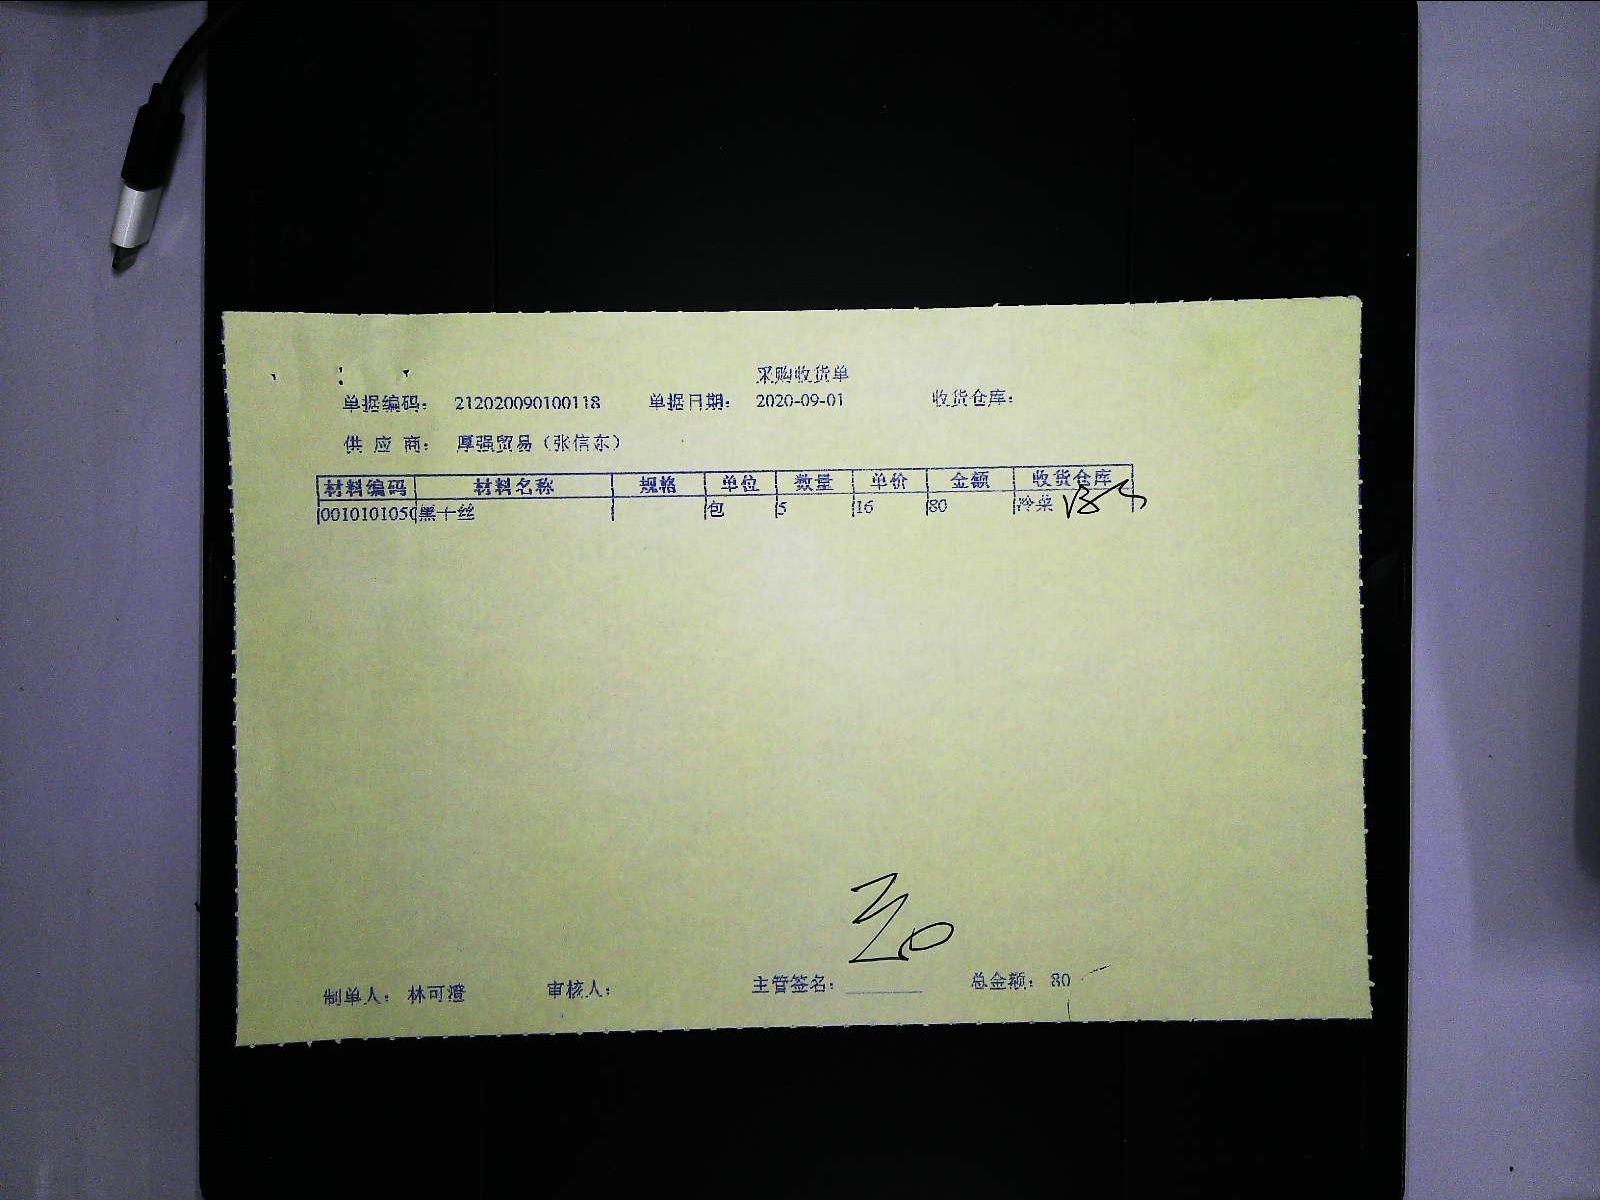 采购收货单
单据编码： 212020090100118 单据日期： 2020-09-01 收货仓库：
供 应 商： 厚强贸易（张信东）
材料编码 材料名称 规格 单位 数量 单价 金额 收货仓库
001010105 黑千丝 包 5 16 80 冷菜
制单人： 林可澄 审核人： 主管签名： 总金额： 80